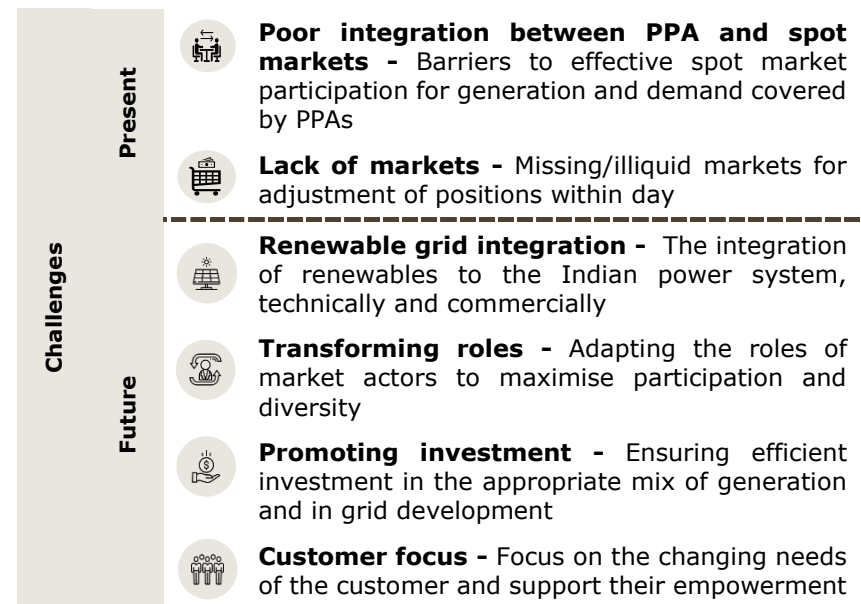 Challenges
Present
Poor integration between PPA and spot
markets - Barriers to effective spot market
participation for generation and demand covered
by PPAs
Lack of markets - Missing/illiquid markets for
adjustment of positions within day
Future
Renewable grid integration - The integration
of renewables to the Indian power system,
technically and commercially
Transforming roles - Adapting the roles of
market actors to maximise participation and
diversity
Promoting investment - Ensuring efficient
investment in the appropriate mix of generation
and in grid development
Customer focus - Focus on the changing needs
of the customer and support their empowerment